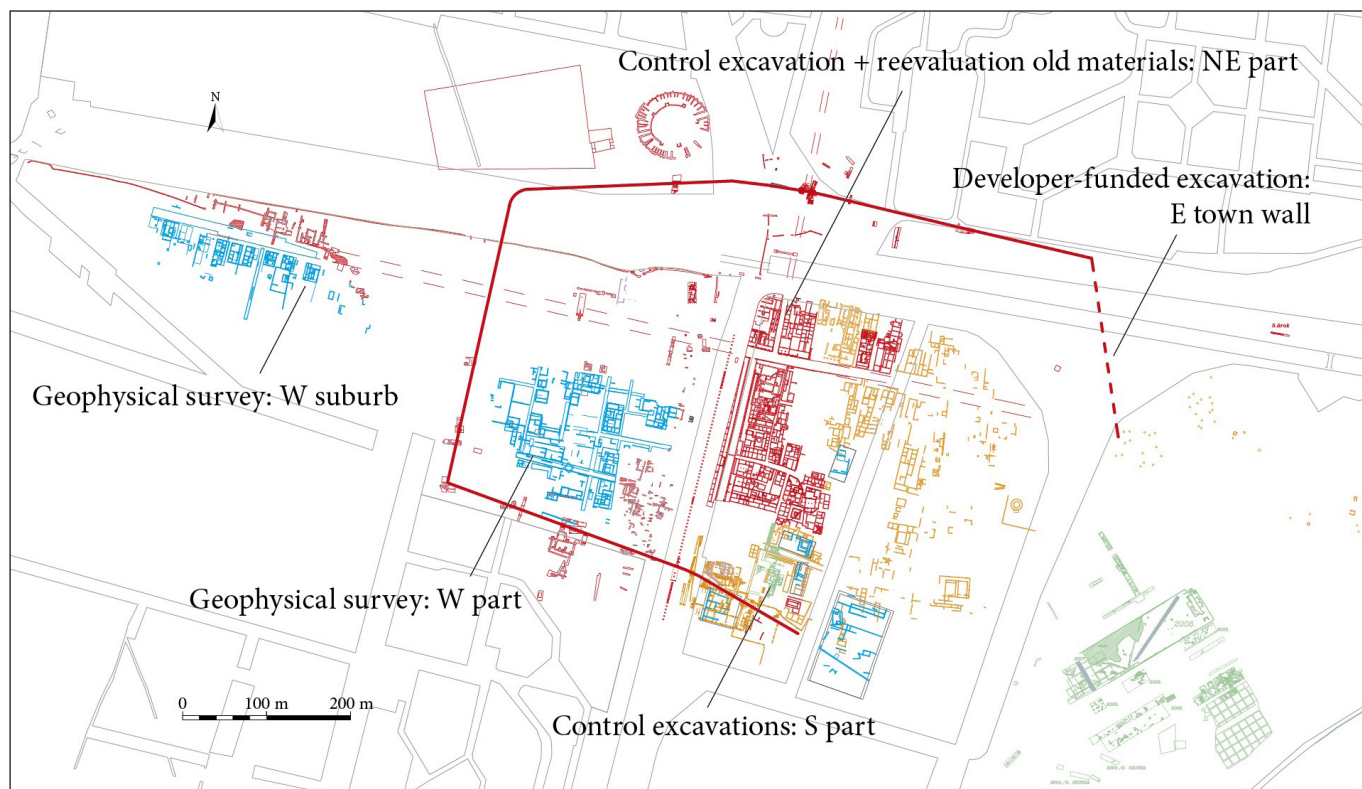 Control excavation + reevaluation old materials: NE part
N
Developer-funded excavation:
E town wall
Geophysical survey: W suburb
Geophysical survey: W part
2006.
0
100 m
200 m
Control excavations: S part